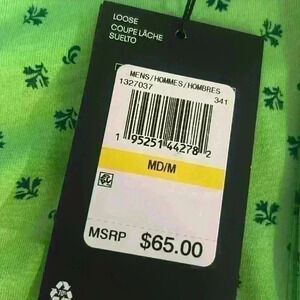 LOOSE
COUPE LÂCHE
SUELTO
MENS/HOMMES/HOMBRES
1327037 341
1 95251 44278 2
MD/M
MSRP $65.00